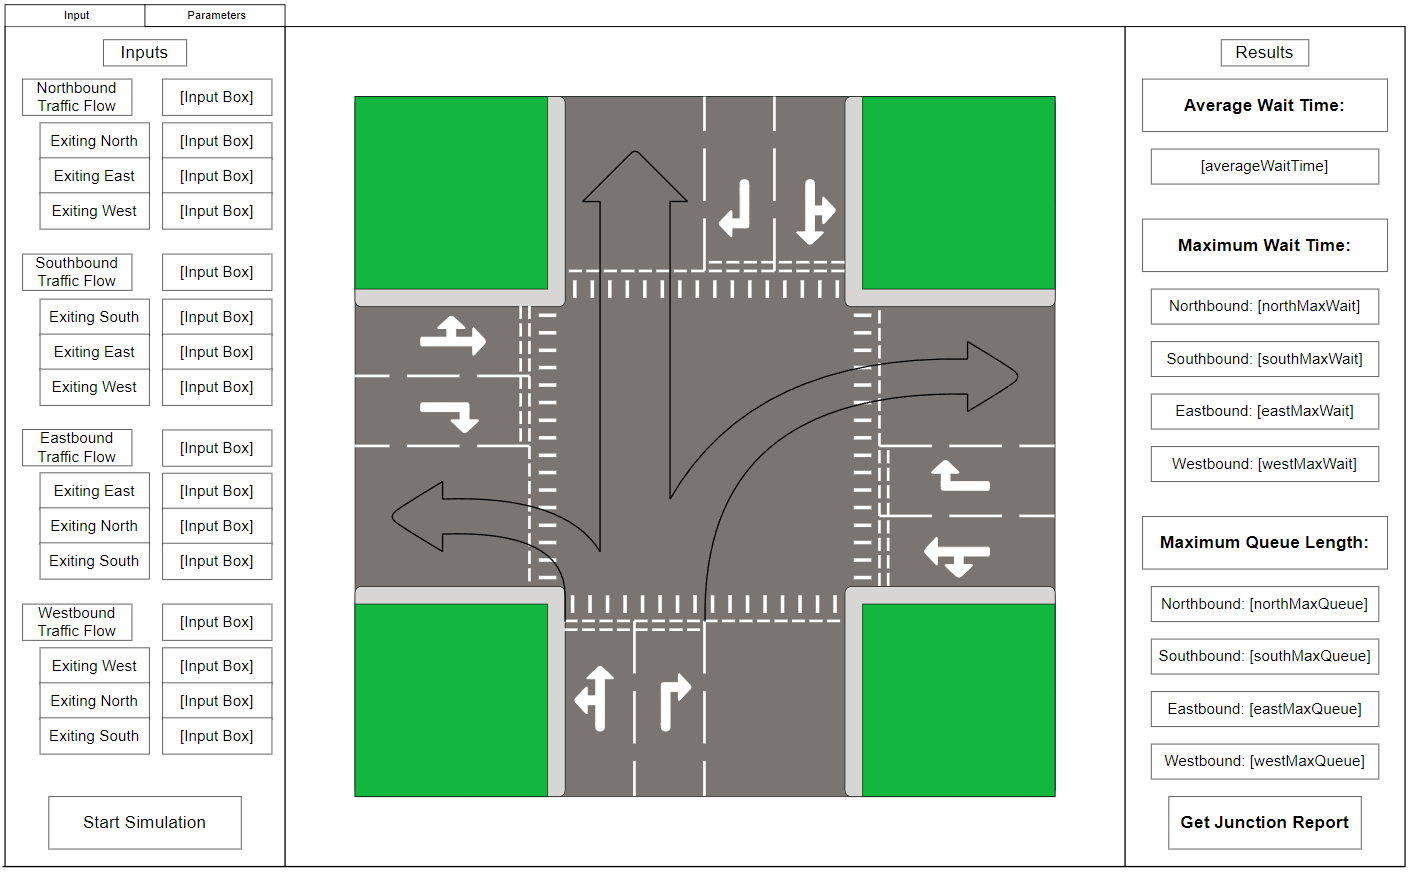 Input
Parameters
Inputs
Northbound
Traffic Flow
[Input Box]
Exiting North
[Input Box]
Exiting East
[Input Box]
Exiting West
[Input Box]
Southbound
Traffic Flow
[Input Box]
Exiting South
[Input Box]
Exiting East
[Input Box]
Exiting West
[Input Box]
Eastbound
Traffic Flow
[Input Box]
Exiting East
[Input Box]
Exiting North
[Input Box]
Exiting South
[Input Box]
Westbound
Traffic Flow
[Input Box]
Exiting West
[Input Box]
Exiting North
[Input Box]
Exiting South
[Input Box]
Start Simulation
Results
Average Wait Time:
[averageWaitTime]
Maximum Wait Time:
Northbound: [northMaxWait]
Southbound: [southMaxWait]
Eastbound: [eastMaxWait]
Westbound: [westMaxWait]
Maximum Queue Length:
Northbound: [northMaxQueue]
Southbound: [southMaxQueue]
Eastbound: [eastMaxQueue]
Westbound: [westMaxQueue]
Get Junction Report